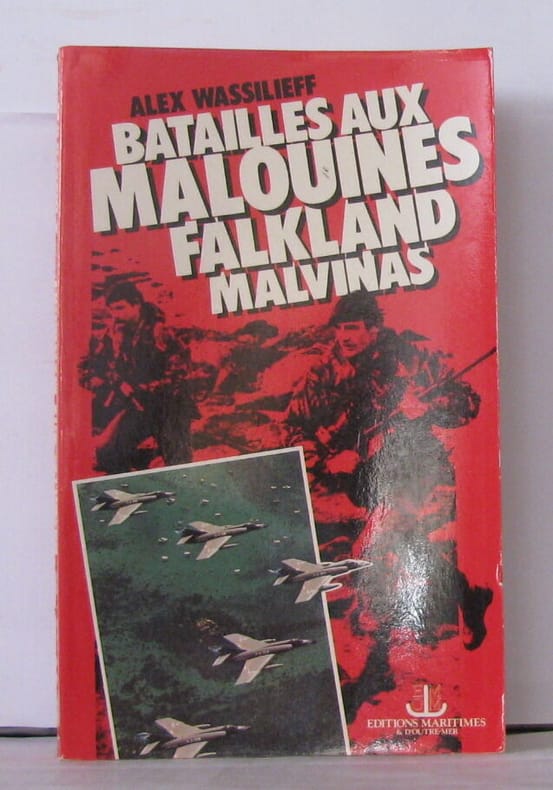 ALEX WASSILIEFF
BATAILLES AUX
MALOUINES
FALKLAND
MALVINAS
EDITIONS MARITIMES
& D'OUTRE-MER